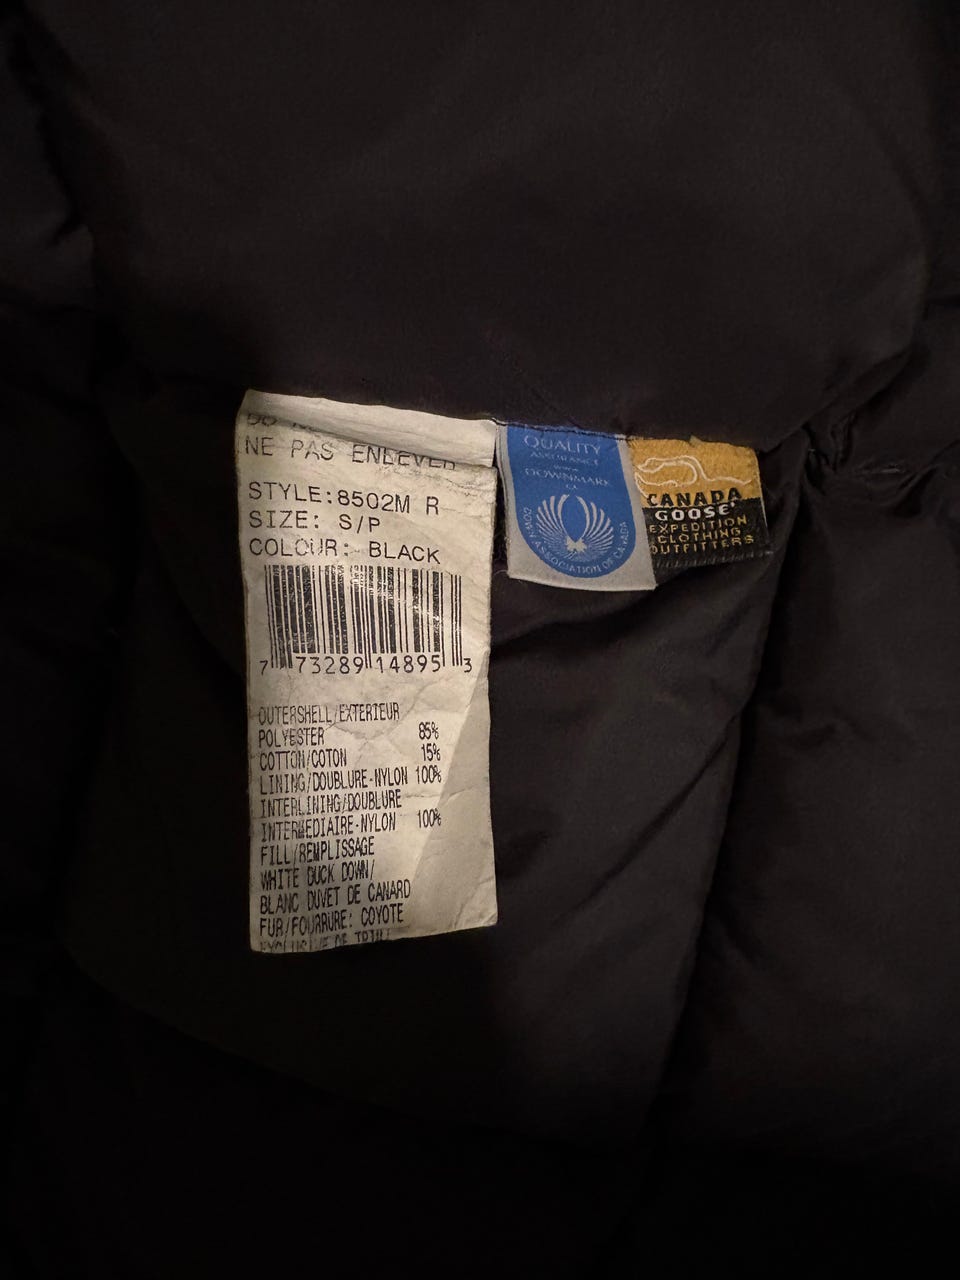 NE PAS ENLEVER
STYLE:8502M R
SIZE: S/P
COLOUR: BLACK
7 73289 14895 3
OUTERSHELL/EXTERIEUR
POLYESTER 85%
COTTON/COTON 15%
LINING/DOUBLURE-NYLON 100%
INTERLINING/DOUBLURE
INTERMEDIAIRE-NYLON 100%
FILL/REMPLISSAGE
WHITE DUCK DOWN/
BLANC DUVET DE CANARD
FUR/FOURRURE: COYOTE
QUALITY
ASSURANCE
DOWNMARK
ASSOCIATION OF CANADA
CANADA
GOOSE
EXPEDITION
CLOTHING
OUTFITTERS